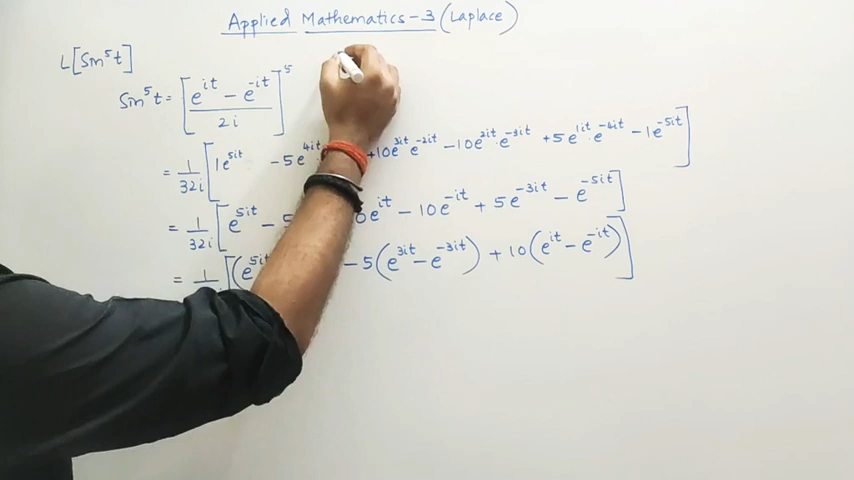 Applied Mathematics-3 (Laplace)
L[Sin⁵t]
Sin⁵t = [(e^{it} - e^{-it})/2i]⁵
= 1/32i [1e^{5it} - 5e^{4it} +10e^{3it} e^{-2it} - 10e^{2it}·e^{-3it} + 5e^{1it}·e^{-4it} - 1e^{-5it}]
= 1/32i [e^{5it} - 5 0e^{it} - 10e^{-it} + 5e^{-3it} - e^{-5it}]
= 1 [(e^{5it} - 5(e^{3it} - e^{-3it}) + 10(e^{it} - e^{-it})]